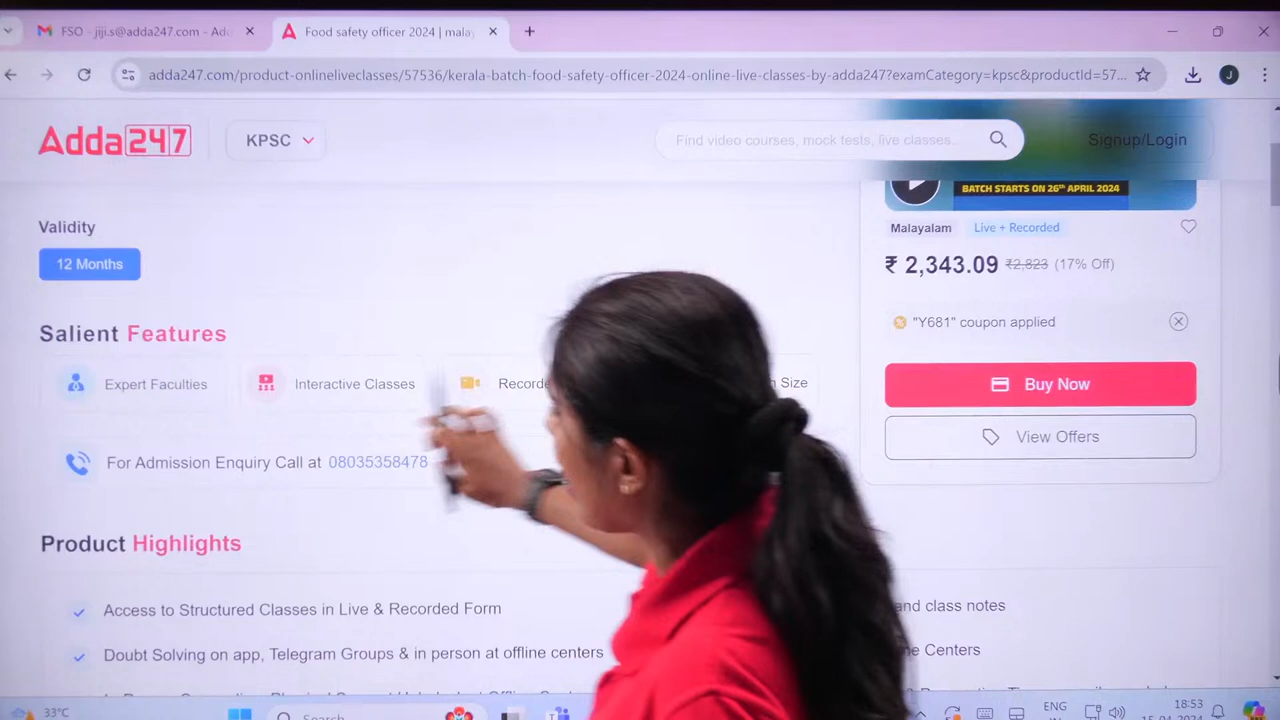 FSO - jiji.s@adda247.com - Ad
Food safety officer 2024 | mala
adda247.com/product-onlineliveclasses/57536/kerala-batch-food-safety-officer-2024-online-live-classes-by-adda247?examCategory=kpsc&productId=57...
J
Adda247
KPSC
Find video courses, mock tests, live classes..
Signup/Login
BATCH STARTS ON 26th APRIL 2024
Validity
Malayalam
Live + Recorded
12 Months
₹ 2,343.09 ₹2,823 (17% Off)
"Y681" coupon applied
Salient Features
Expert Faculties
Interactive Classes
Size
Buy Now
For Admission Enquiry Call at 08035358478
View Offers
Product Highlights
Access to Structured Classes in Live & Recorded Form
and class notes
Doubt Solving on app, Telegram Groups & in person at offline centers
ne Centers
33°C
Search
ENG
18:53